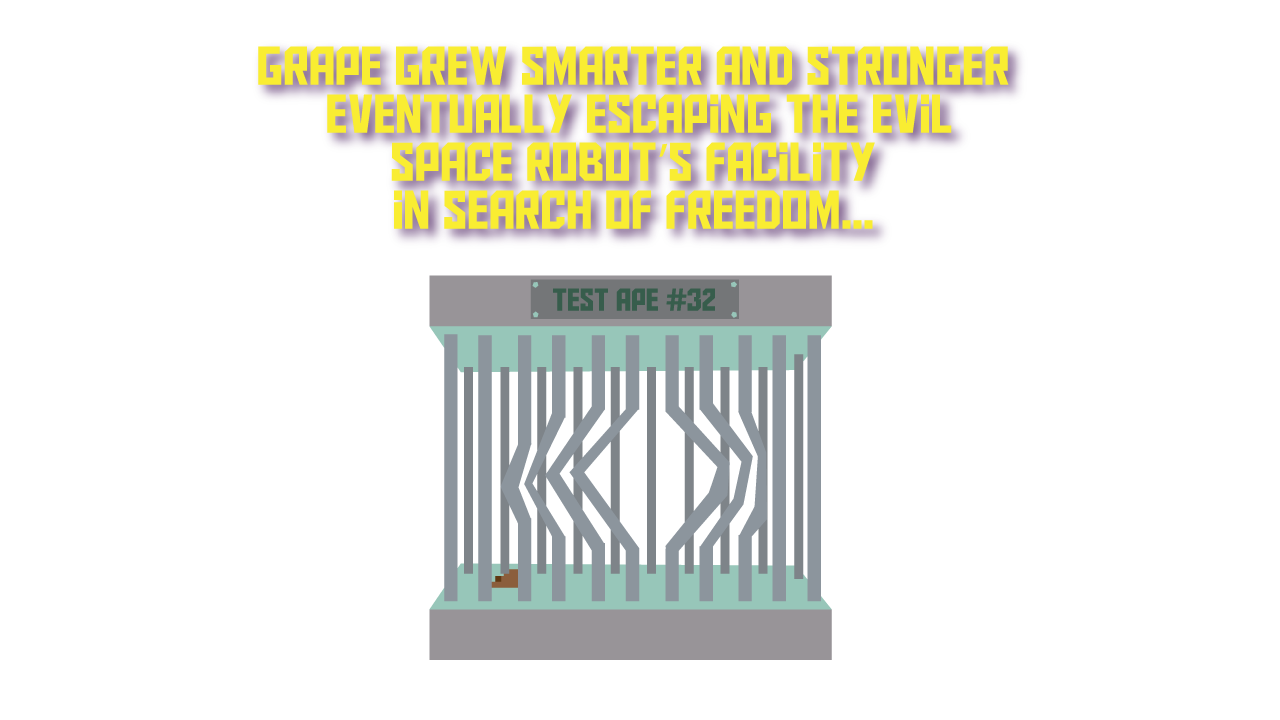 GRAPE GREW SMARTER AND STRONGER
EVENTUALLY ESCAPiNG THE EViL
SPACE ROBOT'S FACiLiTY
iN SEARCH OF FREEDOM...
TEST APE #32